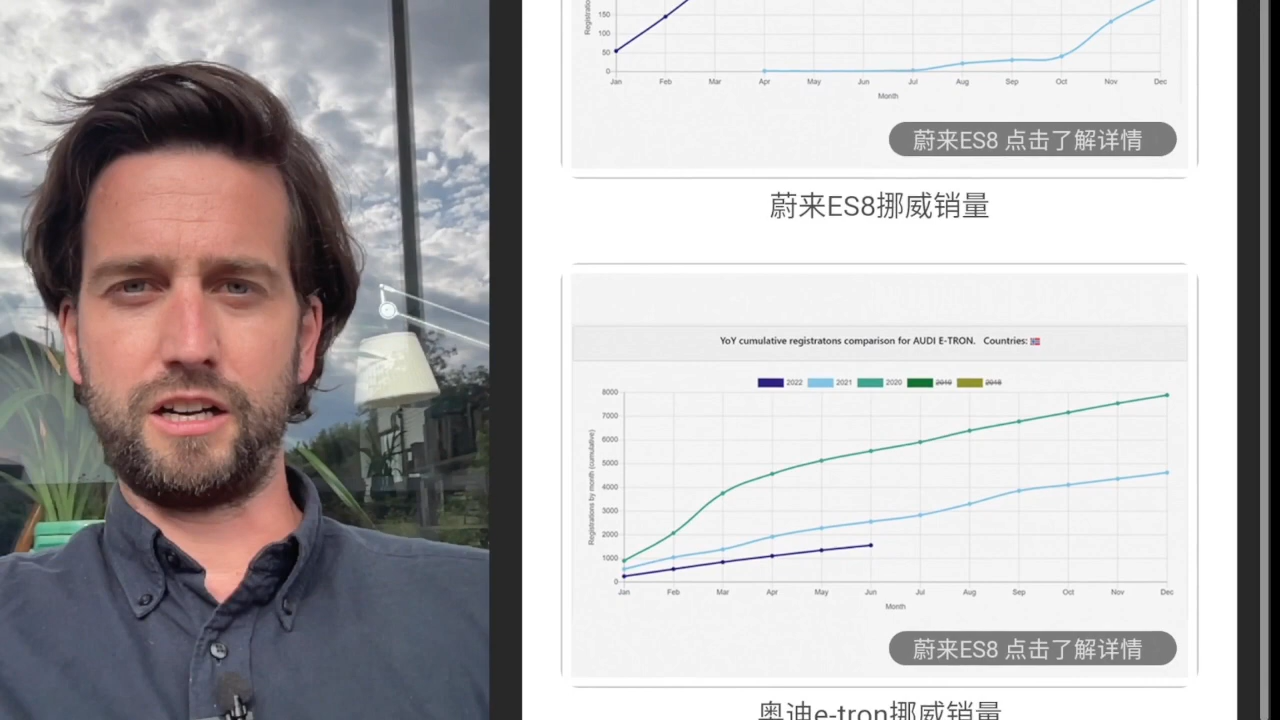 Registratio
150
100
50
0
Jan Feb Mar Apr May Jun Jul Aug Sep Oct Nov Dec
Month
蔚来ES8 点击了解详情
蔚来ES8挪威销量
YoY cumulative registratons comparison for AUDI E-TRON. Countries:
2022 2021 2020 2019 2018
Registrations by month (cumulative)
8000
7000
6000
5000
4000
3000
2000
1000
0
Jan Feb Mar Apr May Jun Jul Aug Sep Oct Nov Dec
Month
蔚来ES8 点击了解详情
奥迪e-tron挪威销量